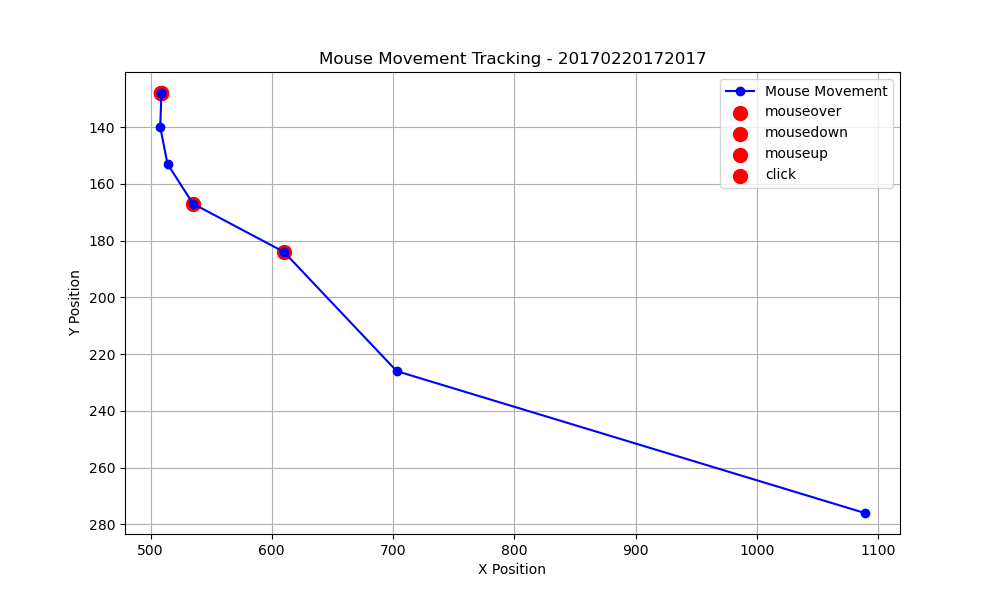 Mouse Movement Tracking - 20170220172017
Mouse Movement
mouseover
mousedown
mouseup
click
140
160
180
200
220
240
260
280
Y Position
500
600
700
800
900
1000
1100
X Position